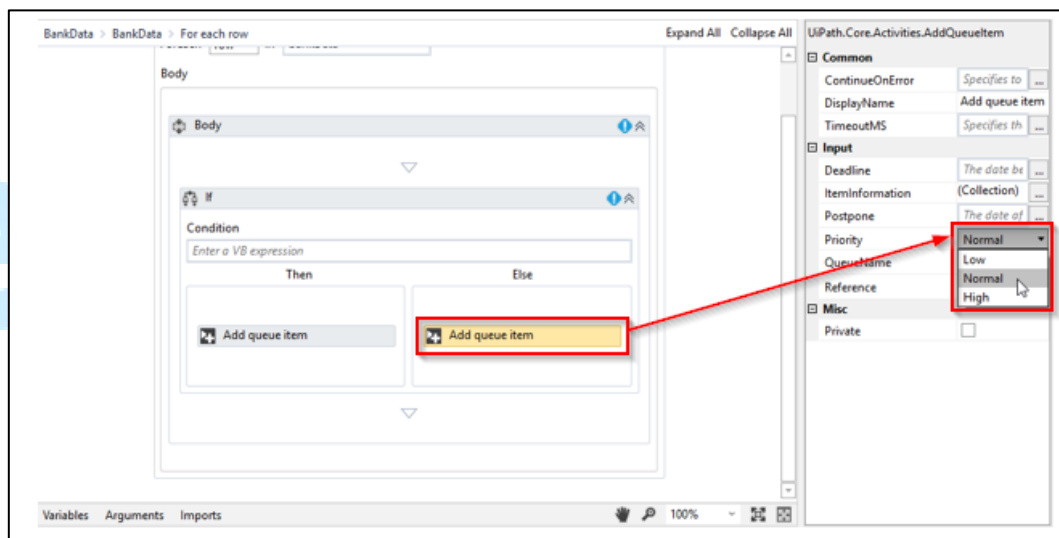 BankData > BankData > For each row
Expand All Collapse All
Body
Body
If
Condition
Enter a VB expression
Then
Else
Add queue item
Add queue item
Variables Arguments Imports
100%
UiPath.Core.Activities.AddQueueItem
Common
ContinueOnError Specifies to ...
DisplayName Add queue item
TimeoutMS Specifies th ...
Input
Deadline The date be ...
ItemInformation (Collection) ...
Postpone The date of ...
Priority Normal
QueueName Low
Normal
Reference
High
Misc
Private